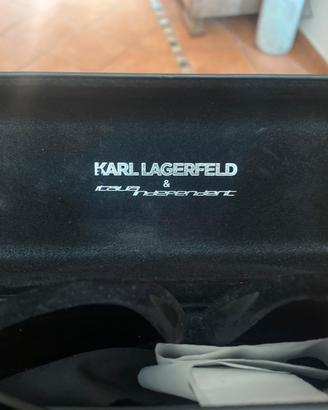 KARL LAGERFELD
&
italia independent